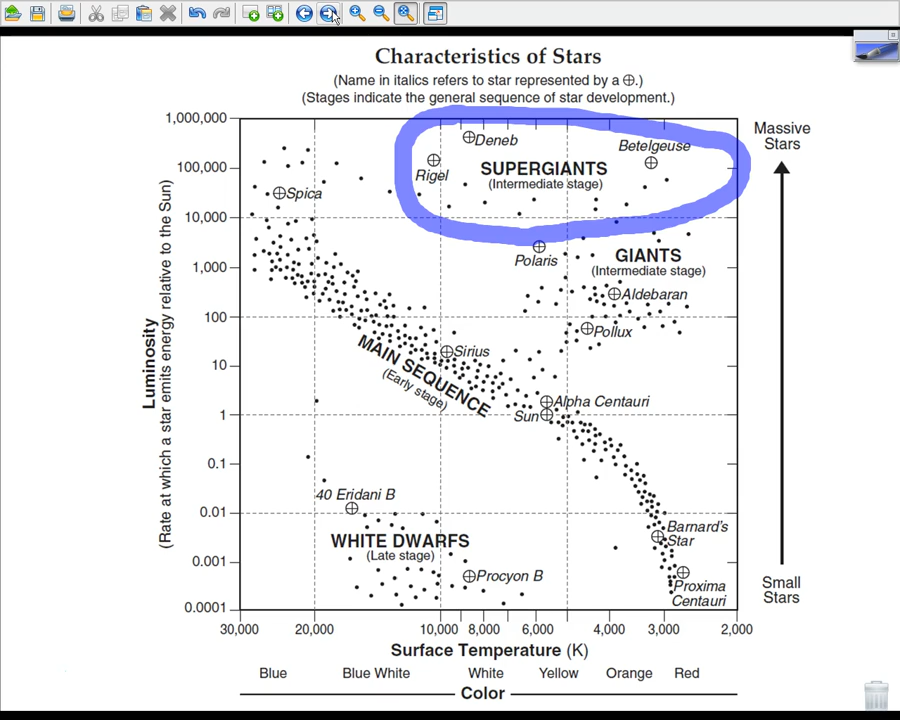 Characteristics of Stars
(Name in italics refers to star represented by a ⊕.)
(Stages indicate the general sequence of star development.)
1,000,000
100,000
10,000
1,000
100
10
1
0.1
0.01
0.001
0.0001
Luminosity
(Rate at which a star emits energy relative to the Sun)
Deneb
Betelgeuse
Rigel
SUPERGIANTS
(Intermediate stage)
Spica
Polaris
GIANTS
(Intermediate stage)
Aldebaran
Pollux
Sirius
MAIN SEQUENCE
(Early stage)
Alpha Centauri
Sun
40 Eridani B
WHITE DWARFS
(Late stage)
Procyon B
Barnard's
Star
Proxima
Centauri
Massive
Stars
Small
Stars
30,000 20,000 10,000 8,000 6,000 4,000 3,000 2,000
Surface Temperature (K)
Blue Blue White White Yellow Orange Red
Color